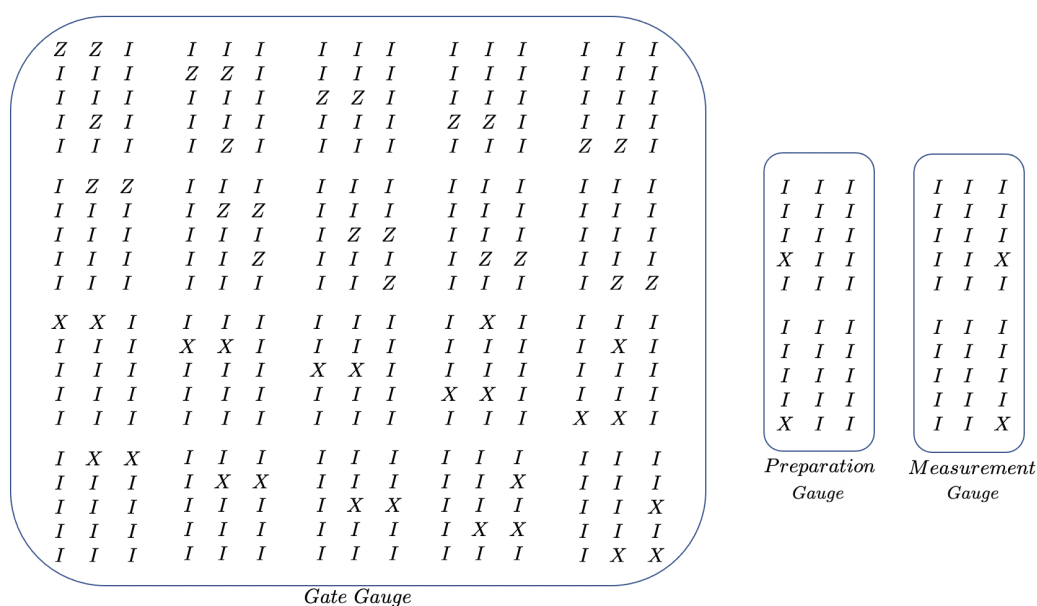 Z Z I I I I I I I I I I I I I
I I I Z Z I I I I I I I I I I
I I I I I I Z Z I I I I I I I
I Z I I I I I I I Z Z I I I I
I I I I Z I I I I I I I Z Z I
I Z Z I I I I I I I I I I I I
I I I I Z Z I I I I I I I I I
I I I I I I I Z Z I I I I I I
I I I I I Z I I I I Z Z I I I
I I I I I I I I Z I I I I Z Z
X X I I I I I I I I X I I I I
I I I X X I I I I I I I I X I
I I I I I I X X I I I I I I I
I I I I I I I I I X X I I I I
I I I I I I I I I I I I X X I
I X X I I I I I I I I I I I I
I I I I X X I I I I I X I I I
I I I I I I I X X I I I I I X
I I I I I I I I I I X X I I I
I I I I I I I I I I I I I X X
Gate Gauge
I I I
I I I
I I I
X I I
I I I
I I I
I I I
I I I
I I I
X I I
Preparation
Gauge
I I I
I I I
I I I
I I X
I I I
I I I
I I I
I I I
I I I
I I X
Measurement
Gauge